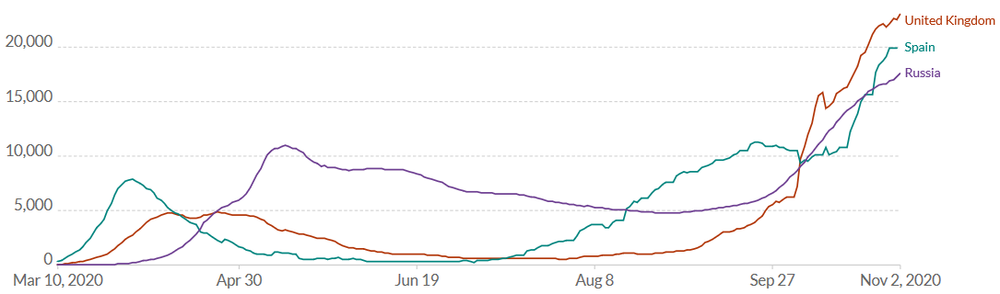 United Kingdom
20,000
Spain
Russia
15,000
10,000
5,000
0
Mar 10, 2020 Apr 30 Jun 19 Aug 8 Sep 27 Nov 2, 2020